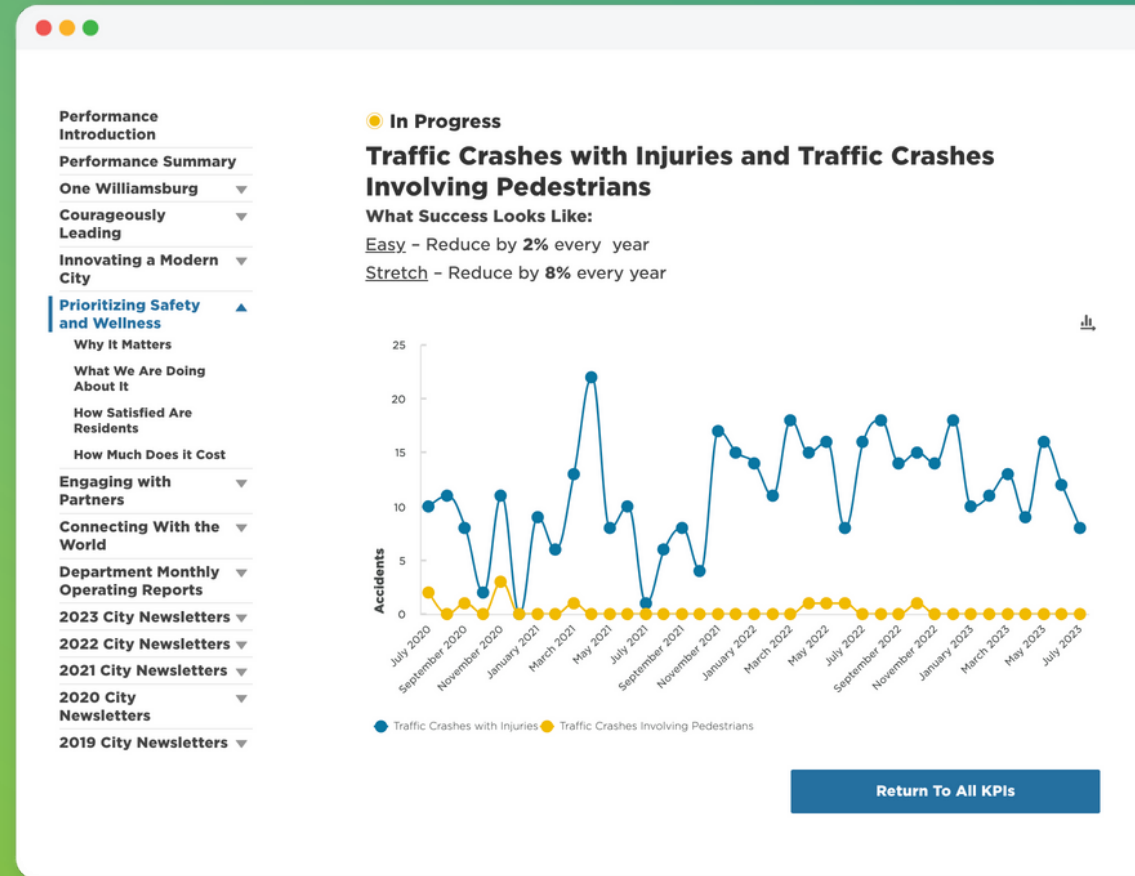 Performance
Introduction
Performance Summary
One Williamsburg
Courageously
Leading
Innovating a Modern
City
Prioritizing Safety
and Wellness
Why It Matters
What We Are Doing
About It
How Satisfied Are
Residents
How Much Does it Cost
Engaging with
Partners
Connecting With the
World
Department Monthly
Operating Reports
2023 City Newsletters
2022 City Newsletters
2021 City Newsletters
2020 City
Newsletters
2019 City Newsletters
In Progress
Traffic Crashes with Injuries and Traffic Crashes
Involving Pedestrians
What Success Looks Like:
Easy – Reduce by 2% every year
Stretch – Reduce by 8% every year
25
20
15
10
5
0
Accidents
July 2020
September 2020
November 2020
January 2021
March 2021
May 2021
July 2021
September 2021
November 2021
January 2022
March 2022
May 2022
July 2022
September 2022
November 2022
January 2023
March 2023
May 2023
July 2023
Traffic Crashes with Injuries Traffic Crashes Involving Pedestrians
Return To All KPIs